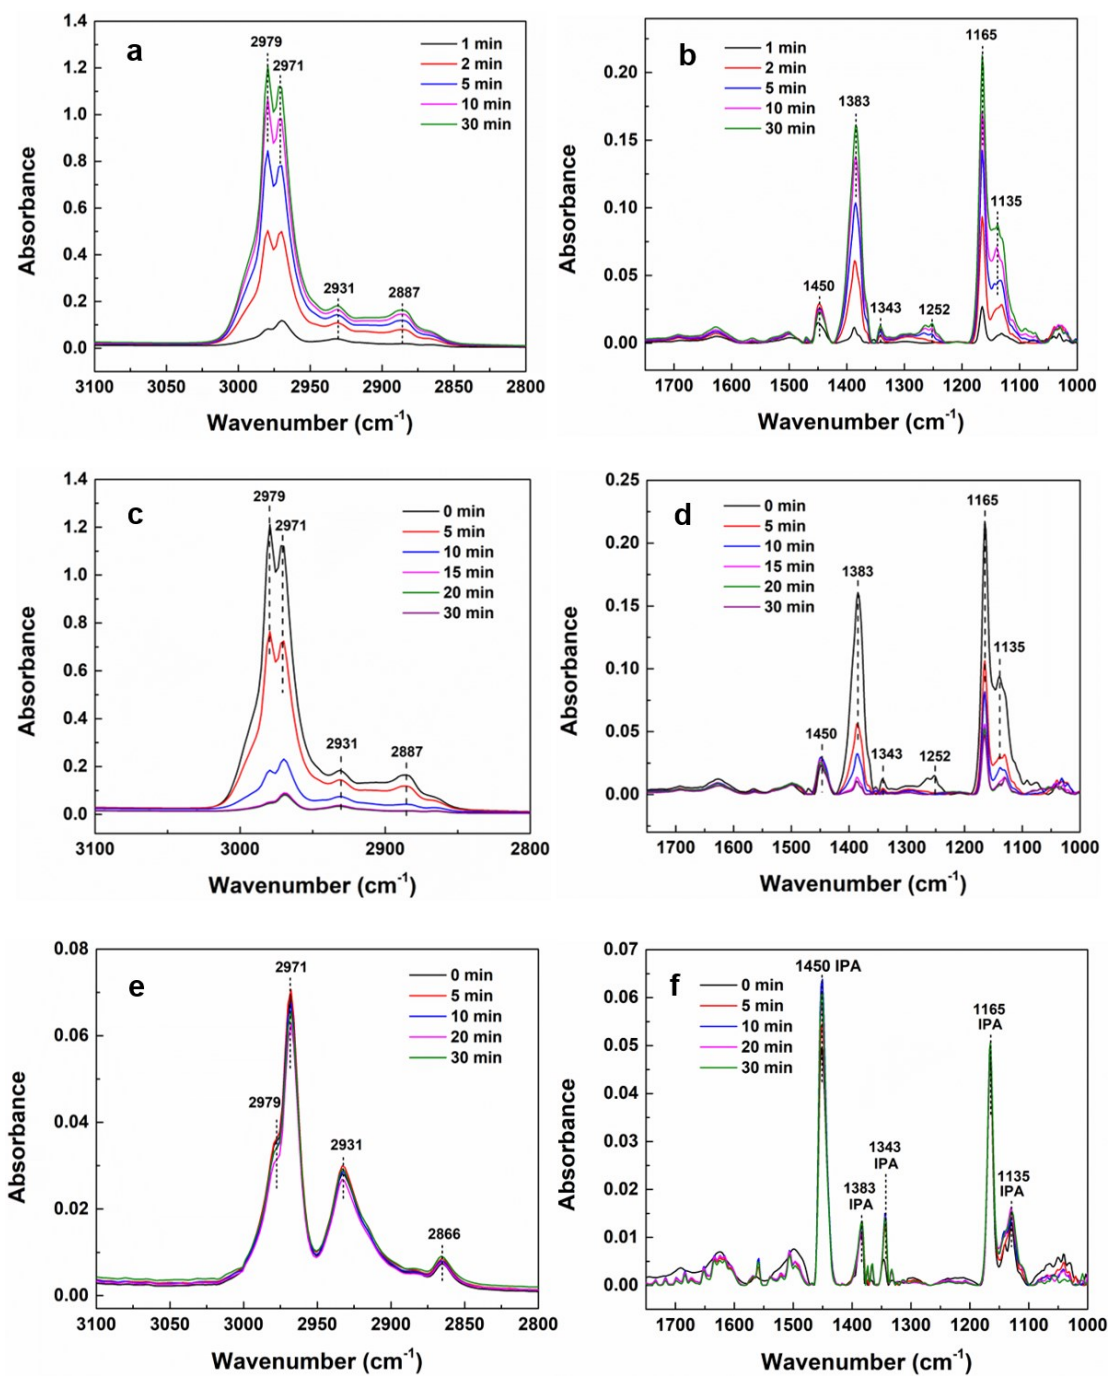 a
2979
2971
2931
2887
1 min
2 min
5 min
10 min
30 min
1.4
1.2
1.0
0.8
0.6
0.4
0.2
0.0
Absorbance
3100 3000 2950 2900 2850 2800
Wavenumber (cm-1)
b
1165
1383
1135
1450
1343
1252
1 min
2 min
5 min
10 min
30 min
0.20
0.15
0.10
0.05
0.00
Absorbance
1700 1600 1500 1400 1300 1200 1100 1000
Wavenumber (cm-1)
c
2979
2971
2931
2887
0 min
5 min
10 min
15 min
20 min
30 min
1.4
1.2
1.0
0.8
0.6
0.4
0.2
0.0
Absorbance
3100 3000 2950 2900 2850 2800
Wavenumber (cm-1)
d
1165
1383
1135
1450
1343
1252
0 min
5 min
10 min
15 min
20 min
30 min
0.25
0.20
0.15
0.10
0.05
0.00
Absorbance
1700 1600 1500 1400 1300 1200 1100 1000
Wavenumber (cm-1)
e
2971
2979
2931
2866
0 min
5 min
10 min
20 min
30 min
0.08
0.06
0.04
0.02
0.00
Absorbance
3100 3000 2950 2900 2850 2800
Wavenumber (cm-1)
f
1450 IPA
1165
IPA
1343
IPA
1383
IPA
1135
IPA
0 min
5 min
10 min
20 min
30 min
0.07
0.06
0.05
0.04
0.03
0.02
0.01
0.00
Absorbance
1700 1600 1500 1400 1300 1200 1100 1000
Wavenumber (cm-1)